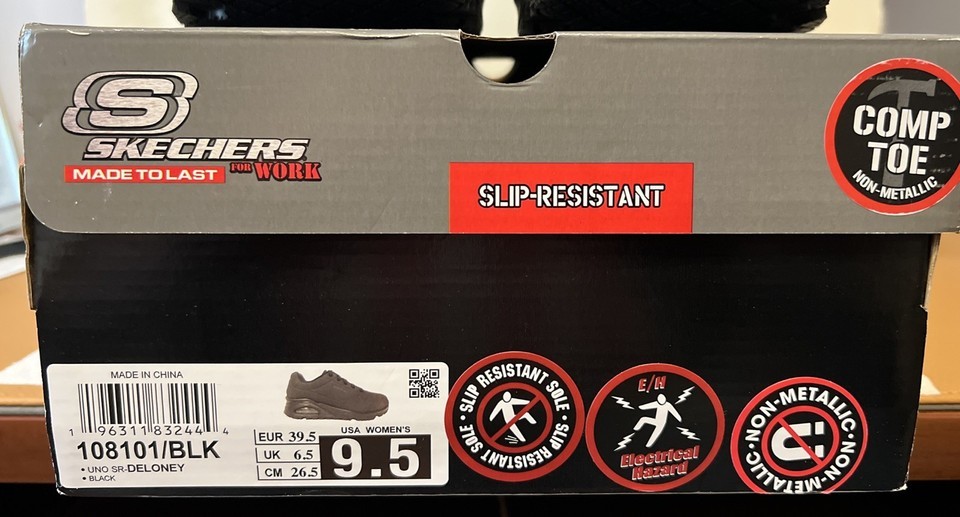 S
SKECHERS
FOR WORK
MADE TO LAST
SLIP-RESISTANT
COMP
TOE
NON-METALLIC
MADE IN CHINA
1 96311 83244 4
108101/BLK
• UNO SR-DELONEY
• BLACK
EUR 39.5
UK 6.5
CM 26.5
USA WOMEN'S
9.5
SLIP RESISTANT SOLE • SLIP RESISTANT SOLE •
E/H
Electrical
Hazard
NON-METALLIC • NON-METALLIC •